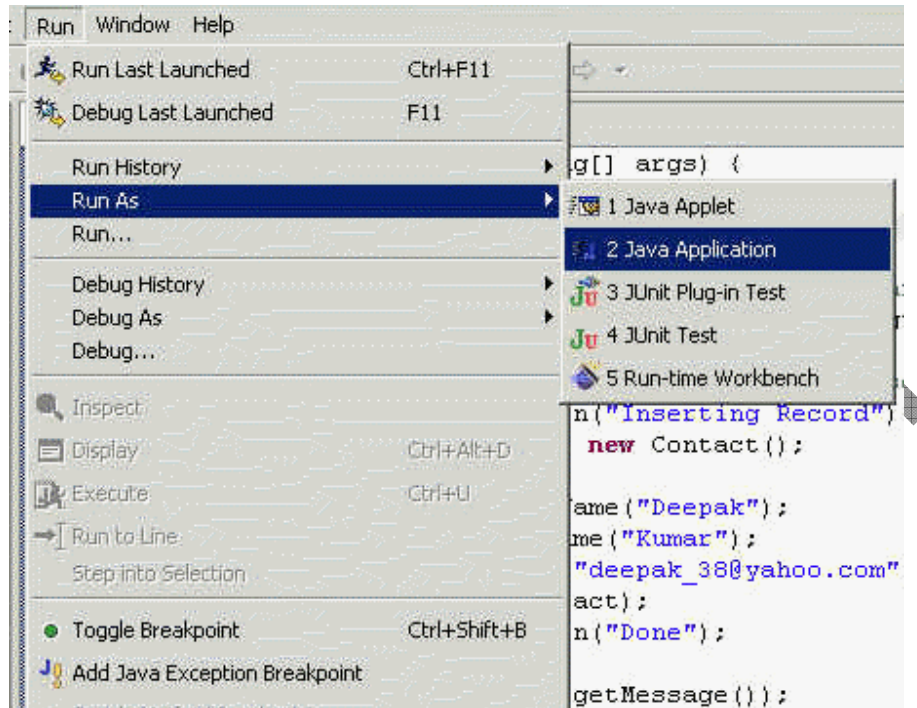 Run Window Help
Run Last Launched Ctrl+F11
Debug Last Launched F11
Run History
Run As
Run...
Debug History
Debug As
Debug...
Inspect
Display Ctrl+Alt+D
Execute Ctrl+U
Run to Line
Step into Selection
Toggle Breakpoint Ctrl+Shift+B
Add Java Exception Breakpoint
1 Java Applet
2 Java Application
3 JUnit Plug-in Test
4 JUnit Test
5 Run-time Workbench
g[] args) {
n("Inserting Record")
new Contact();
ame("Deepak");
me("Kumar");
"deepak_38@yahoo.com"
act);
n("Done");
getMessage());